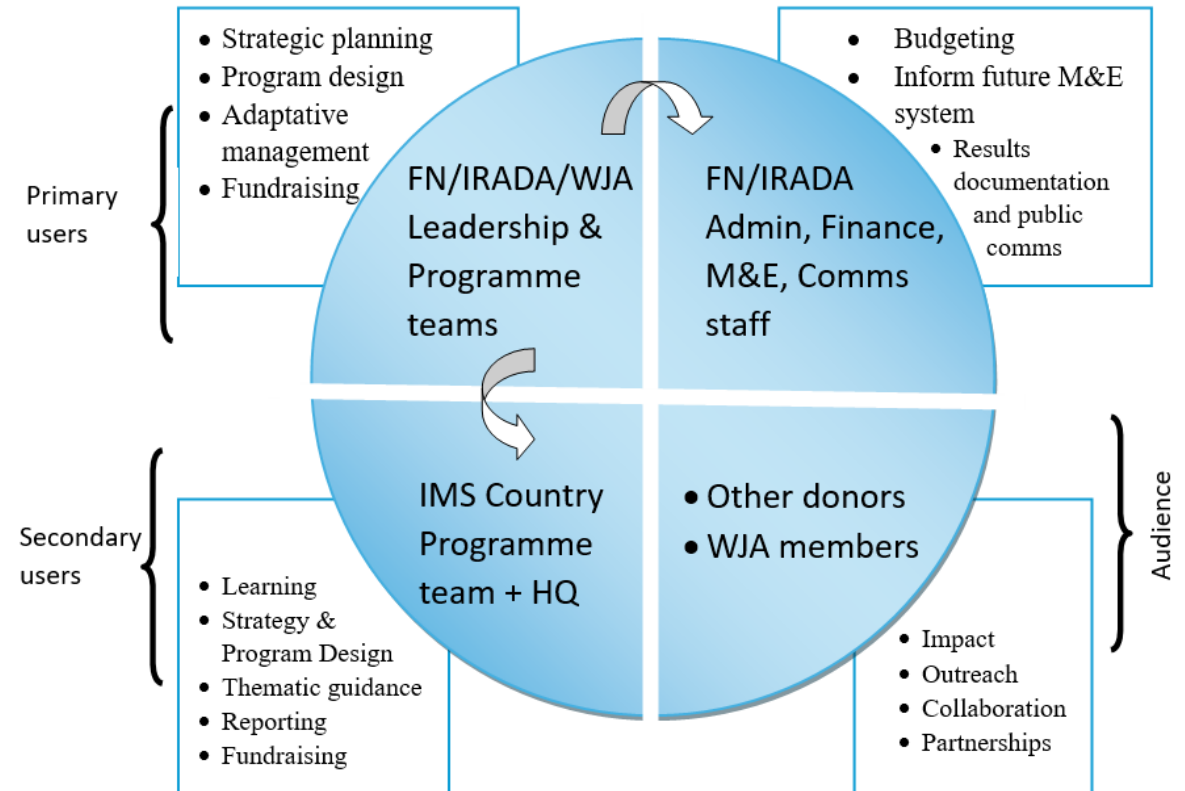 • Strategic planning
• Program design
• Adaptative
management
• Fundraising
Primary
users
FN/IRADA/WJA
Leadership &
Programme
teams
FN/IRADA
Admin, Finance,
M&E, Comms
staff
• Budgeting
• Inform future M&E
system
• Results
documentation
and public
comms
Secondary
users
• Learning
• Strategy &
Program Design
• Thematic guidance
• Reporting
• Fundraising
IMS Country
Programme
team + HQ
• Other donors
• WJA members
• Impact
• Outreach
• Collaboration
• Partnerships
Audience